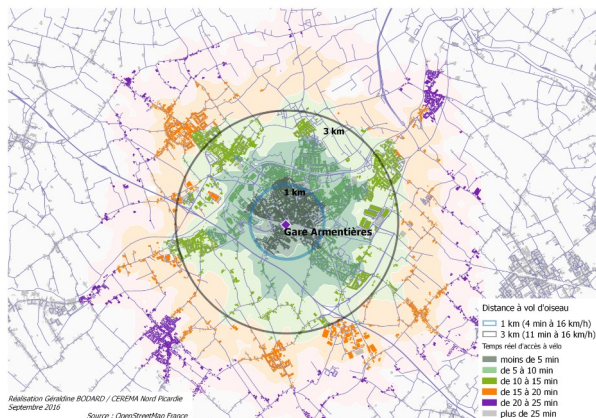 3 km
1 km
Gare Armentières
Distance à vol d'oiseau
1 km (4 min à 16 km/h)
3 km (11 min à 16 km/h)
Temps réel d'accès à vélo
moins de 5 min
de 5 à 10 min
de 10 à 15 min
de 15 à 20 min
de 20 à 25 min
plus de 25 min
Réalisation Géraldine BODARD / CEREMA Nord Picardie
Septembre 2016
Source : OpenStreetMap France